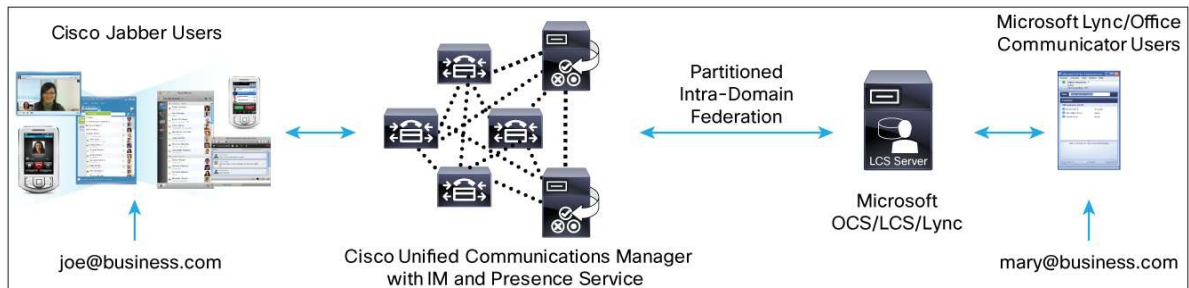 Cisco Jabber Users
Microsoft Lync/Office
Communicator Users
Partitioned
Intra-Domain
Federation
LCS Server
Microsoft
OCS/LCS/Lync
joe@business.com
Cisco Unified Communications Manager
with IM and Presence Service
mary@business.com